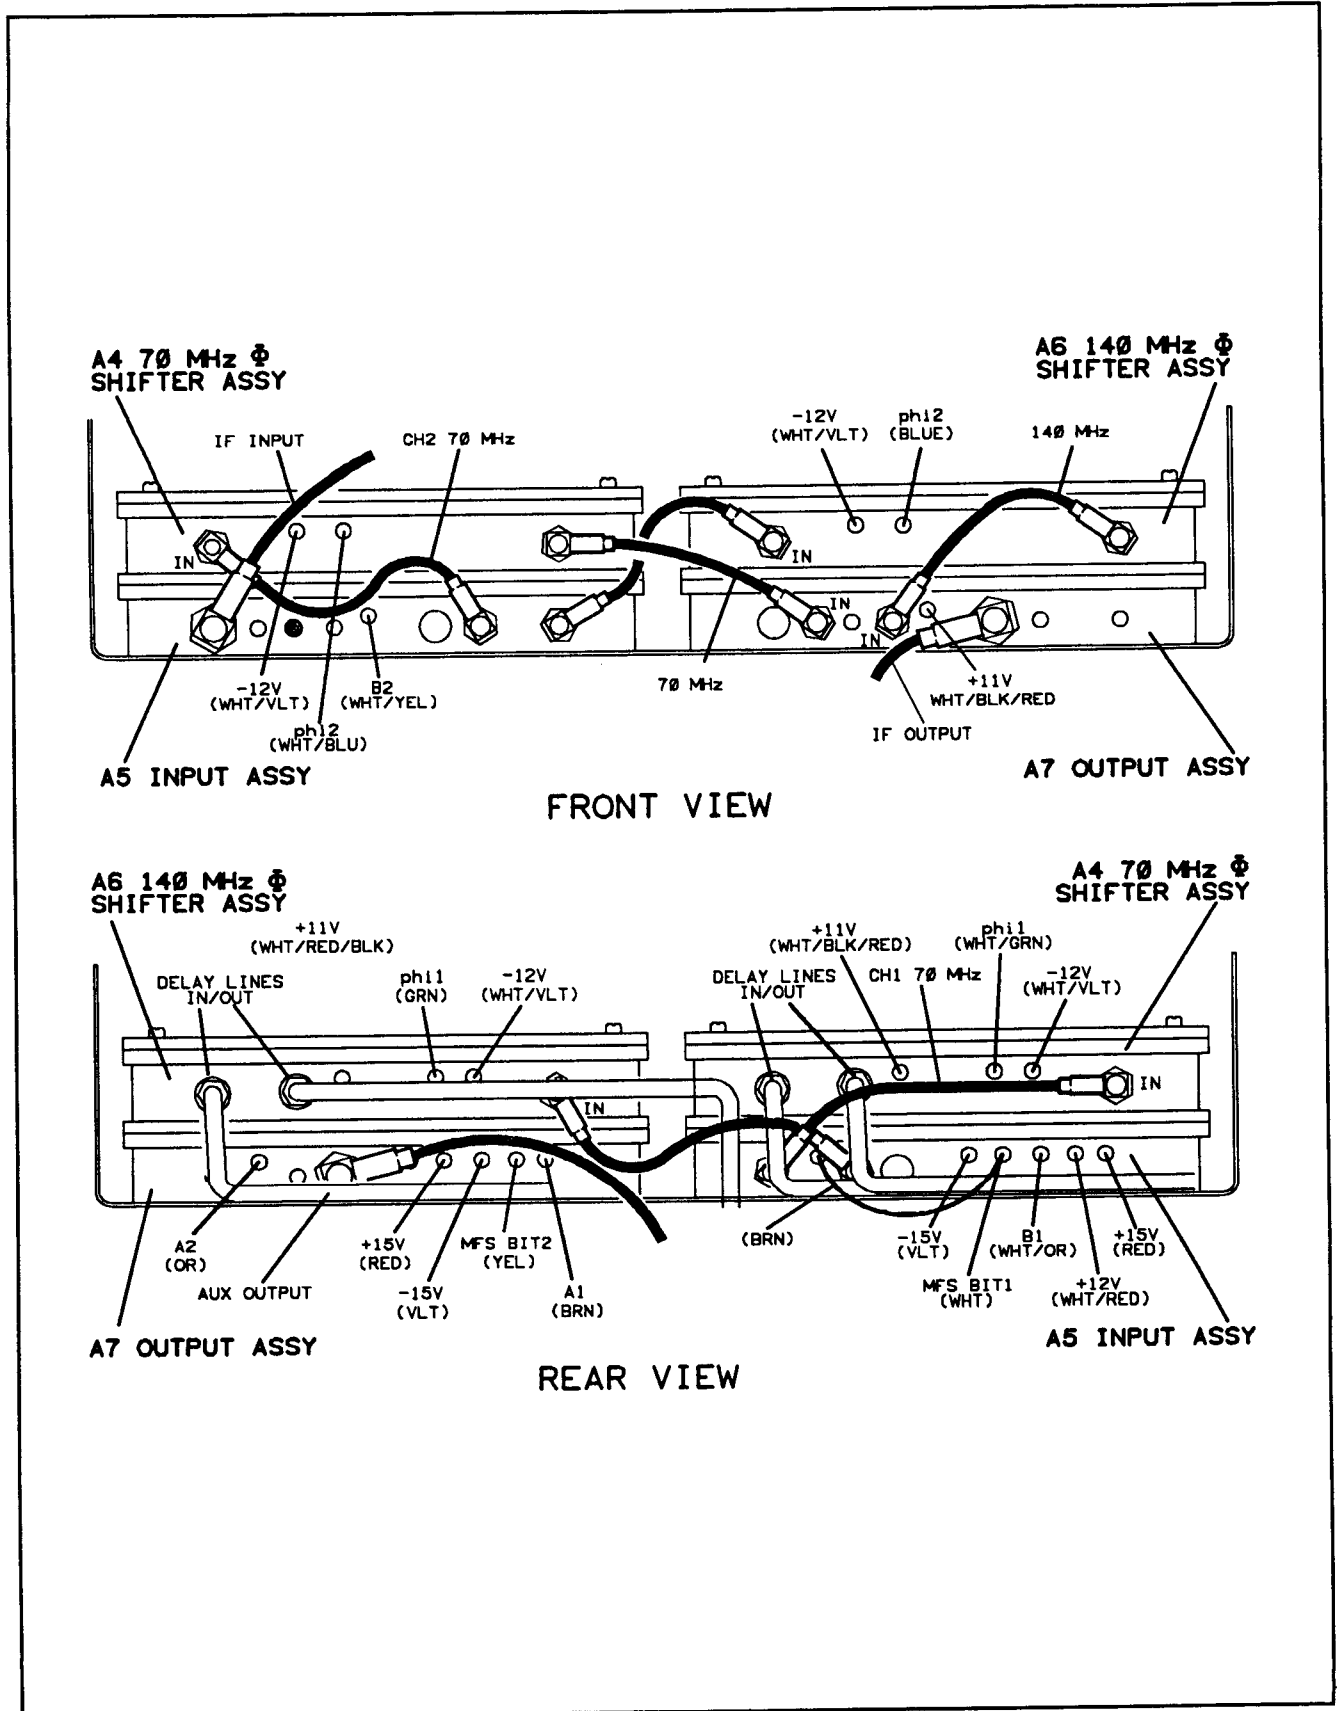 A4 70 MHz Φ
SHIFTER ASSY
A6 140 MHz Φ
SHIFTER ASSY
IF INPUT
CH2 70 MHz
-12V
(WHT/VLT)
phi2
(BLUE)
140 MHz
IN
IN
IN
IN
-12V
(WHT/VLT)
B2
(WHT/YEL)
phi2
(WHT/BLU)
70 MHz
+11V
WHT/BLK/RED
IF OUTPUT
A5 INPUT ASSY
A7 OUTPUT ASSY
FRONT VIEW
A6 140 MHz Φ
SHIFTER ASSY
A4 70 MHz Φ
SHIFTER ASSY
+11V
(WHT/RED/BLK)
DELAY LINES
IN/OUT
phi1
(GRN)
-12V
(WHT/VLT)
+11V
(WHT/BLK/RED)
phi1
(WHT/GRN)
DELAY LINES
IN/OUT
CH1 70 MHz
-12V
(WHT/VLT)
IN
IN
A2
(OR)
+15V
(RED)
MFS BIT2
(YEL)
AUX OUTPUT
-15V
(VLT)
A1
(BRN)
(BRN)
-15V
(VLT)
B1
(WHT/OR)
+15V
(RED)
MFS BIT1
(WHT)
+12V
(WHT/RED)
A7 OUTPUT ASSY
A5 INPUT ASSY
REAR VIEW